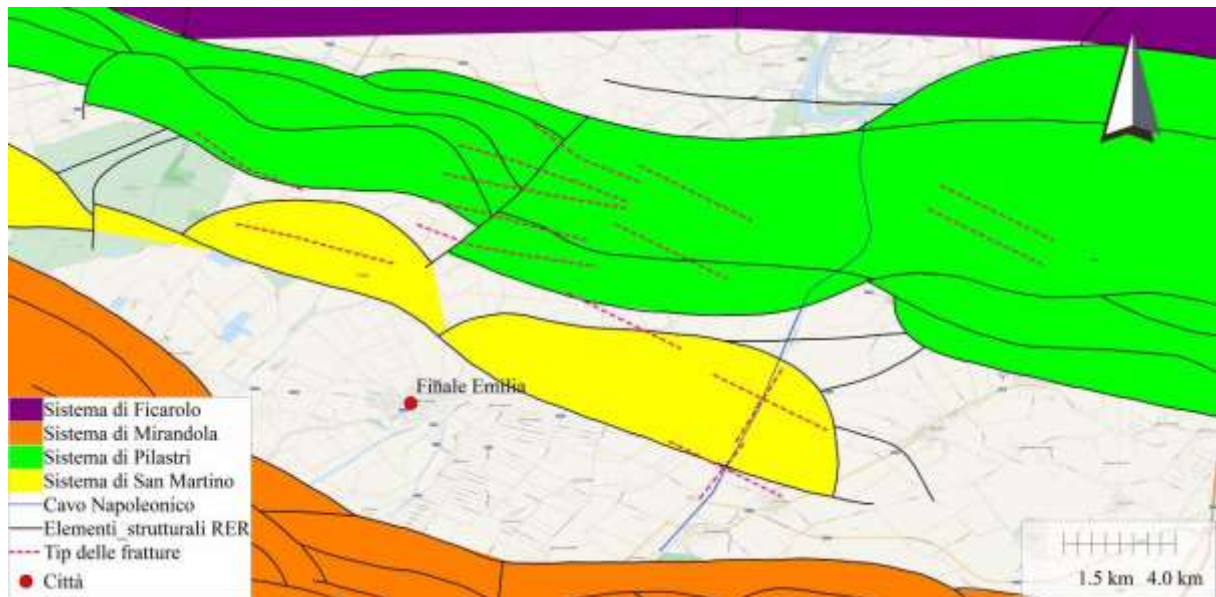 Finale Emilia
Sistema di Ficarolo
Sistema di Mirandola
Sistema di Pilastri
Sistema di San Martino
Cavo Napoleonico
Elementi_strutturali RER
Tip delle fratture
Città
1.5 km 4.0 km